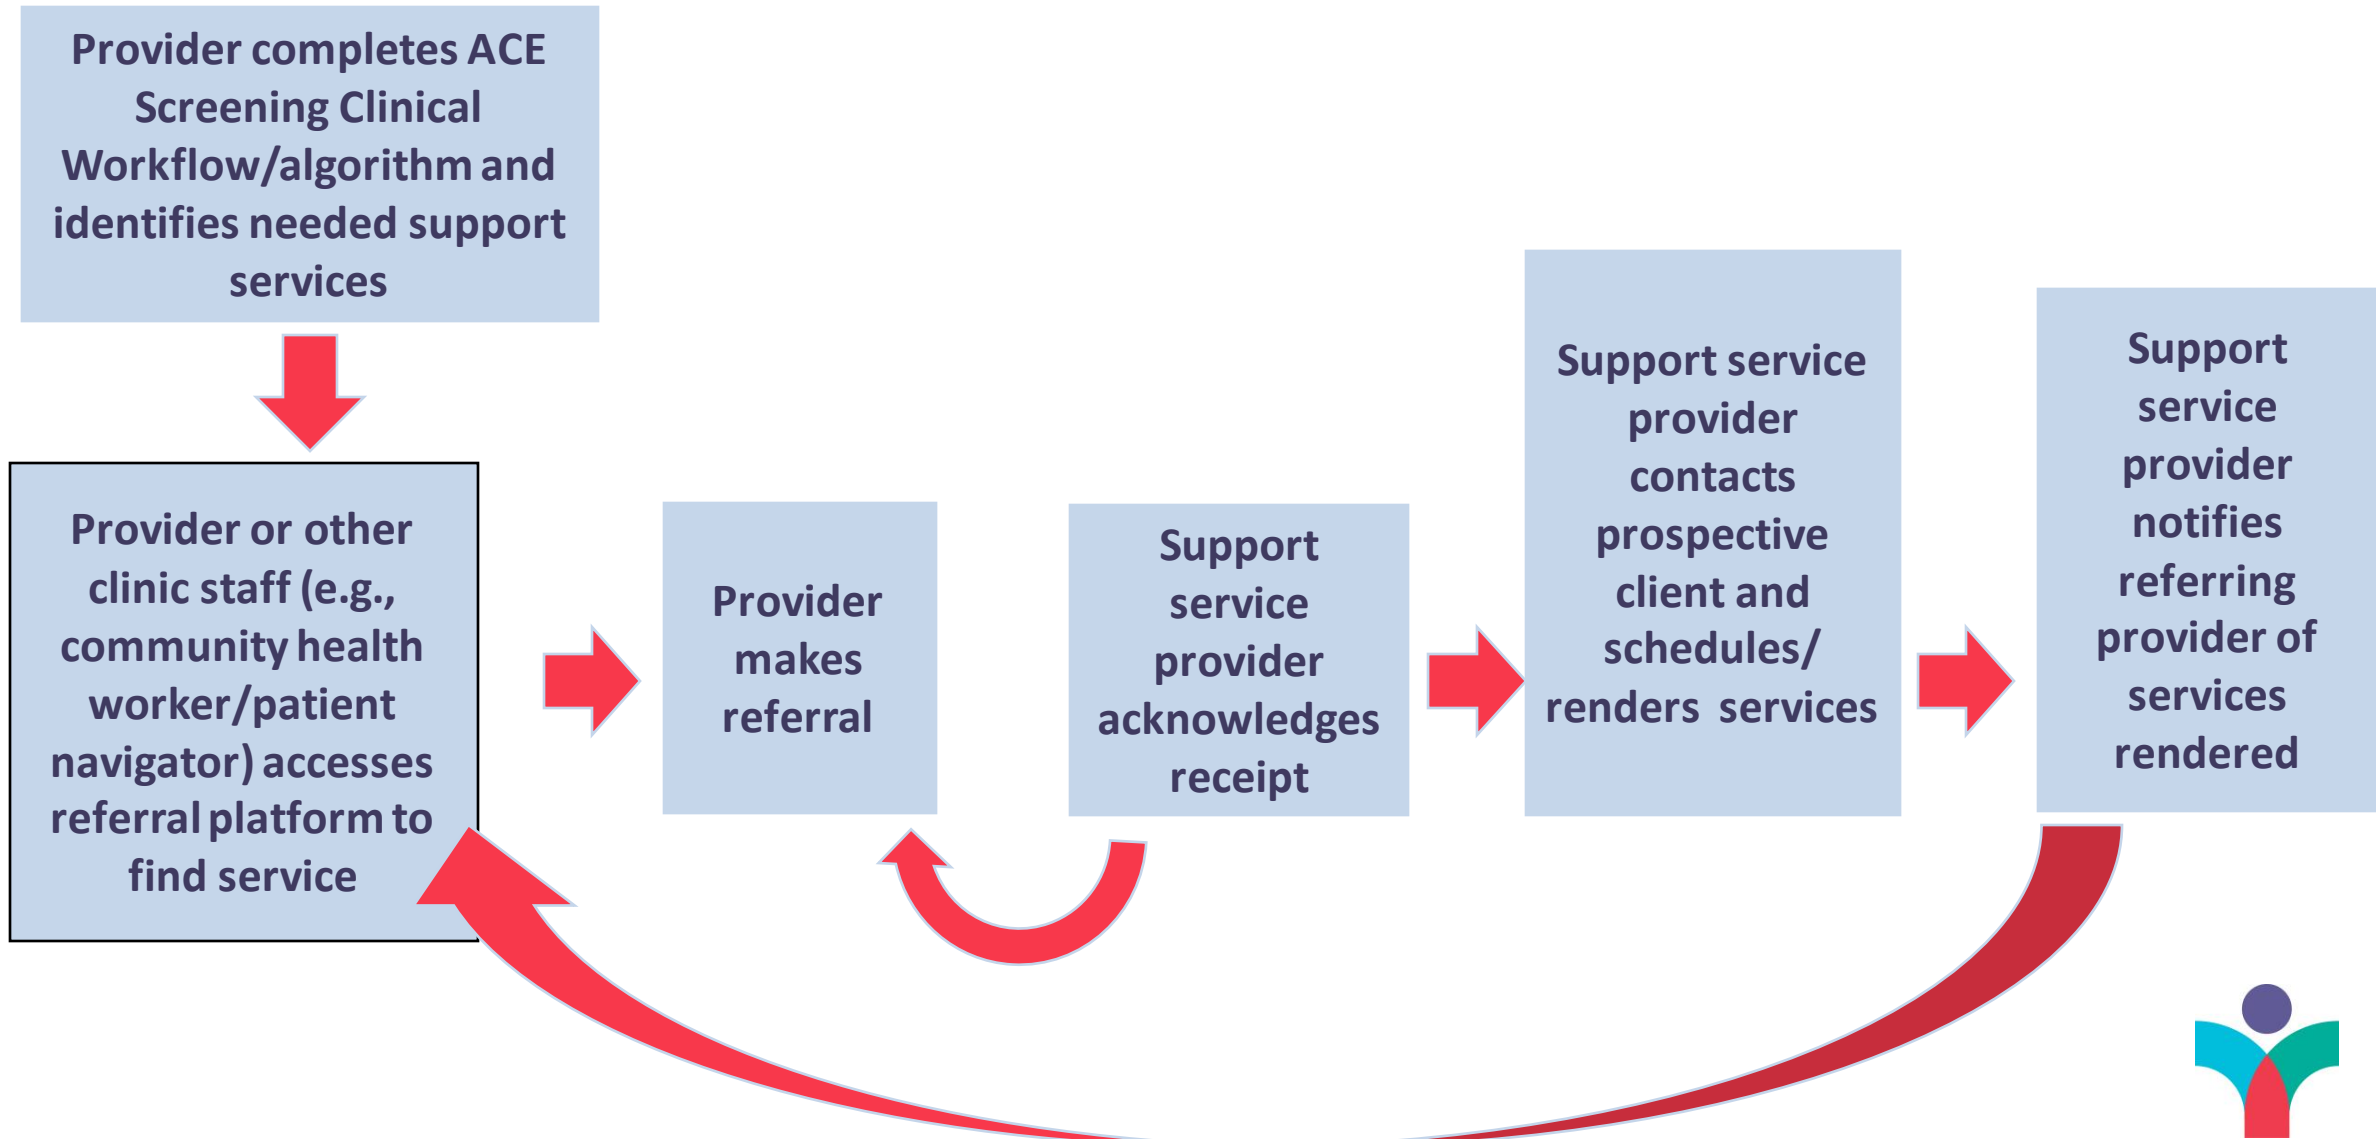 Provider completes ACE
Screening Clinical
Workflow/algorithm and
identifies needed support
services
Provider or other
clinic staff (e.g.,
community health
worker/patient
navigator) accesses
referral platform to
find service
Provider
makes
referral
Support
service
provider
acknowledges
receipt
Support service
provider
contacts
prospective
client and
schedules/
renders services
Support
service
provider
notifies
referring
provider of
services
rendered